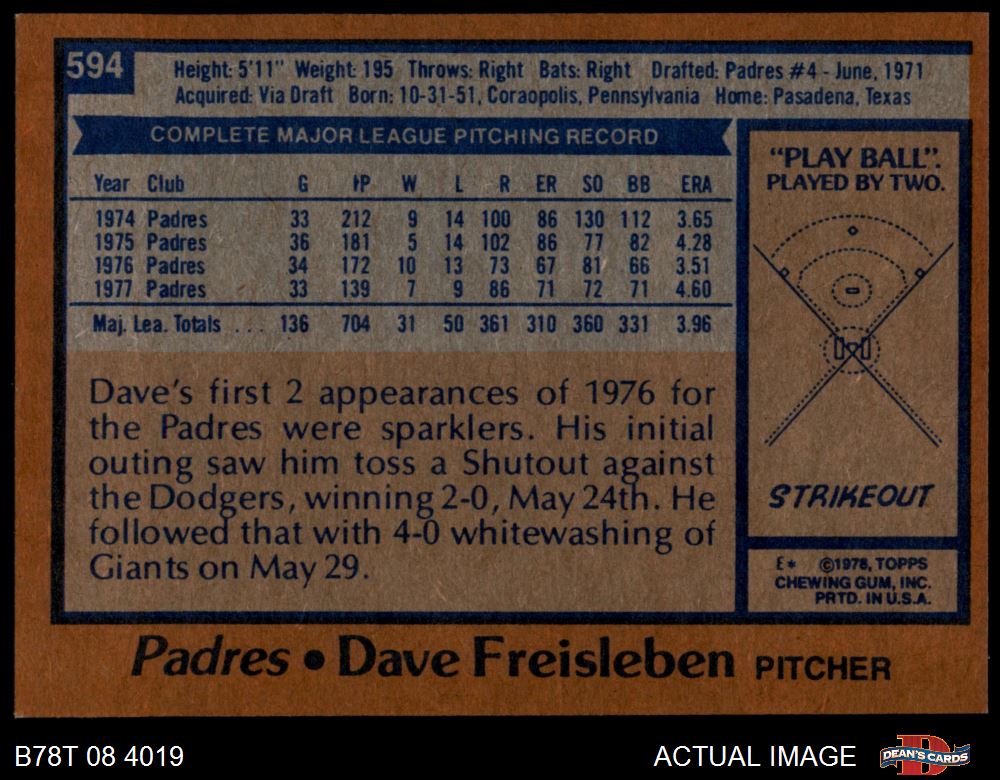 594
Height: 5'11" Weight: 195 Throws: Right Bats: Right Drafted: Padres #4 - June, 1971
Acquired: Via Draft Born: 10-31-51, Coraopolis, Pennsylvania Home: Pasadena, Texas
COMPLETE MAJOR LEAGUE PITCHING RECORD
Year Club G IP W L R ER SO BB ERA
1974 Padres 33 212 9 14 100 86 130 112 3.65
1975 Padres 36 181 5 14 102 86 77 82 4.28
1976 Padres 34 172 10 13 73 67 81 66 3.51
1977 Padres 33 139 7 9 86 71 72 71 4.60
Maj. Lea. Totals ... 136 704 31 50 361 310 360 331 3.96
Dave's first 2 appearances of 1976 for
the Padres were sparklers. His initial
outing saw him toss a Shutout against
the Dodgers, winning 2-0, May 24th. He
followed that with 4-0 whitewashing of
Giants on May 29.
"PLAY BALL".
PLAYED BY TWO.
STRIKEOUT
E* ©1978, TOPPS
CHEWING GUM, INC.
PRTD. IN U.S.A.
Padres • Dave Freisleben PITCHER
B78T 08 4019
ACTUAL IMAGE
D
DEAN'S CARDS